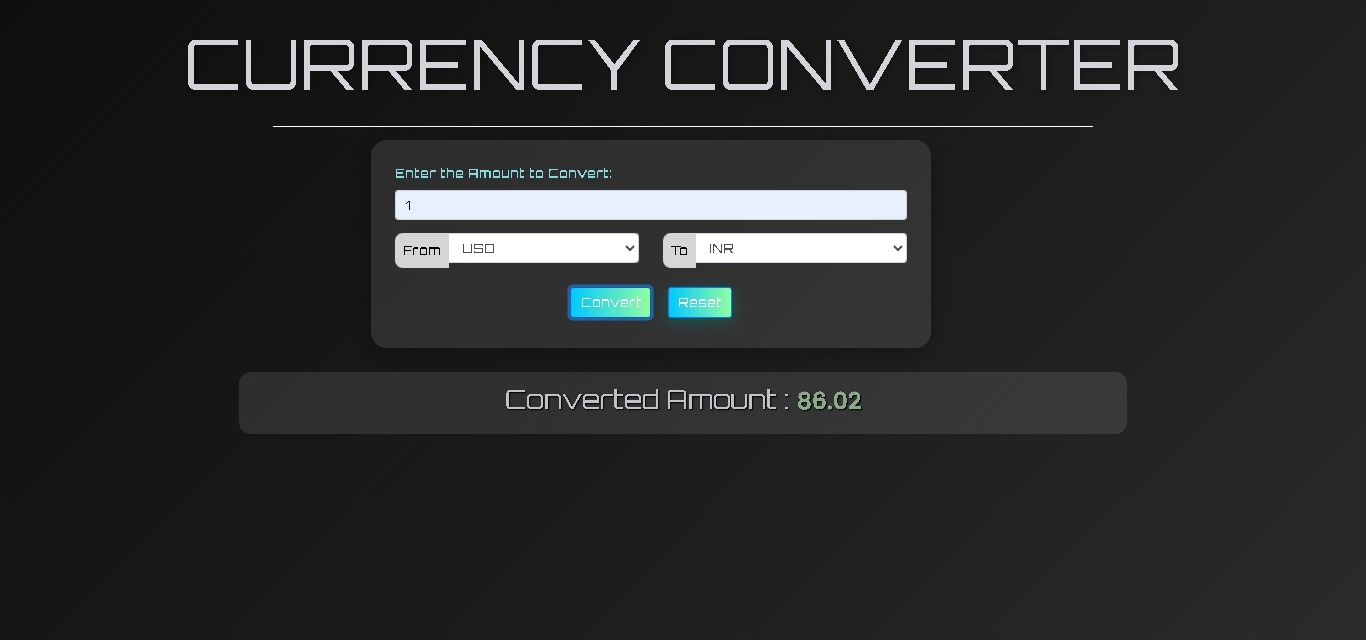 CURRENCY CONVERTER
Enter the Amount to Convert:
1
From USD To INR
Convert Reset
Converted Amount : 86.02